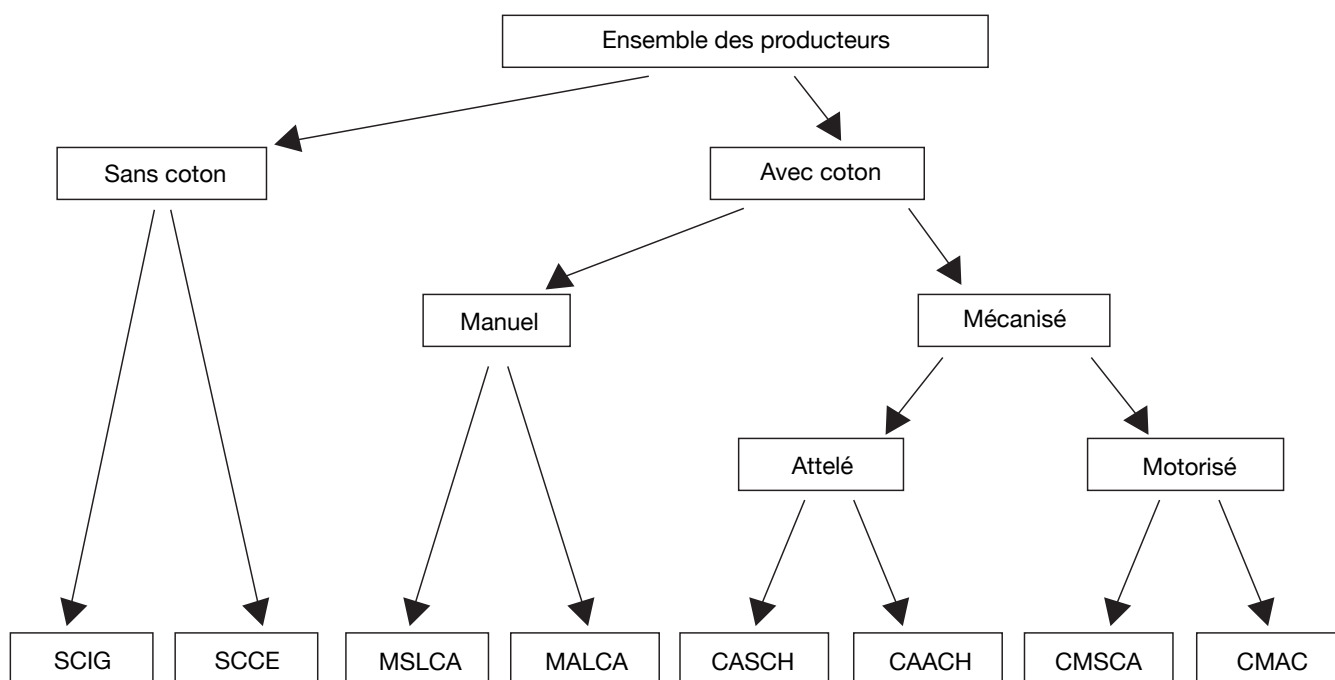 Ensemble des producteurs
Sans coton
Avec coton
Manuel
Mécanisé
Attelé
Motorisé
SCIG
SCCE
MSLCA
MALCA
CASCH
CAACH
CMSCA
CMAC